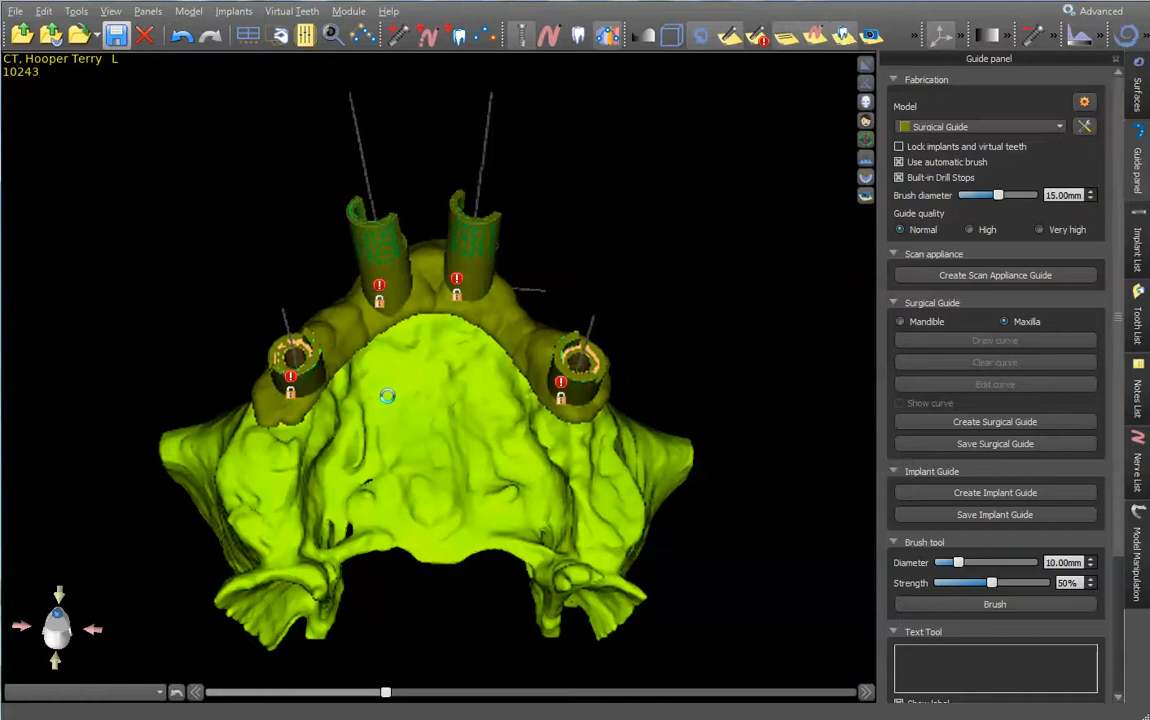 File Edit Tools View Panels Model Implants Virtual Teeth Module Help
Advanced
CT, Hooper Terry L
10243
Guide panel
Fabrication
Model
Surgical Guide
Lock implants and virtual teeth
Use automatic brush
Built-in Drill Stops
Brush diameter 15.00mm
Guide quality
Normal High Very high
Scan appliance
Create Scan Appliance Guide
Surgical Guide
Mandible Maxilla
Draw curve
Clear curve
Edit curve
Show curve
Create Surgical Guide
Save Surgical Guide
Implant Guide
Create Implant Guide
Save Implant Guide
Brush tool
Diameter 10.00mm
Strength 50%
Brush
Text Tool
Show label
Surfaces
Guide panel
Implant List
Tooth List
Notes List
Nerve List
Model Manipulation